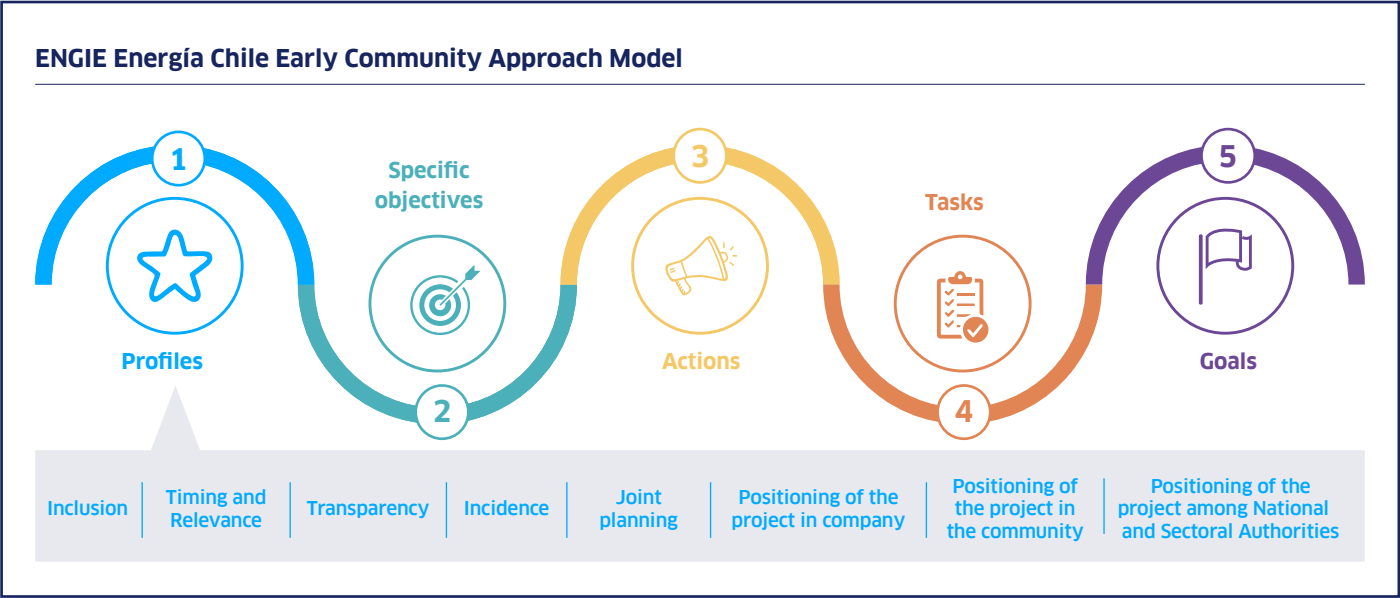 ENGIE Energía Chile Early Community Approach Model
1
Profiles
Specific
objectives
2
3
Actions
Tasks
4
5
Goals
Inclusion
Timing and
Relevance
Transparency
Incidence
Joint
planning
Positioning of the
project in company
Positioning of
the project in
the community
Positioning of the
project among National
and Sectoral Authorities